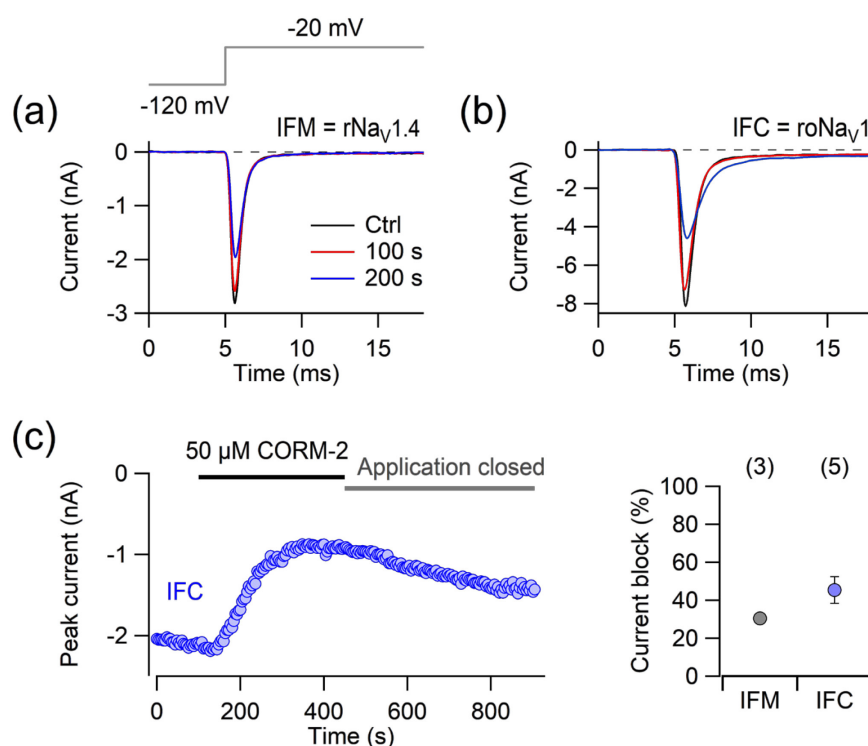 -20 mV
-120 mV
(a)
IFM = rNaV1.4
Current (nA)
0
-1
-2
-3
Ctrl
100 s
200 s
0 5 10 15
Time (ms)
(b)
IFC = roNaV1
Current (nA)
0
-2
-4
-6
-8
0 5 10 15
Time (ms)
(c)
50 µM CORM-2
Application closed
Peak current (nA)
0
-1
-2
IFC
0 200 400 600 800
Time (s)
(3) (5)
Current block (%)
100
80
60
40
20
0
IFM IFC